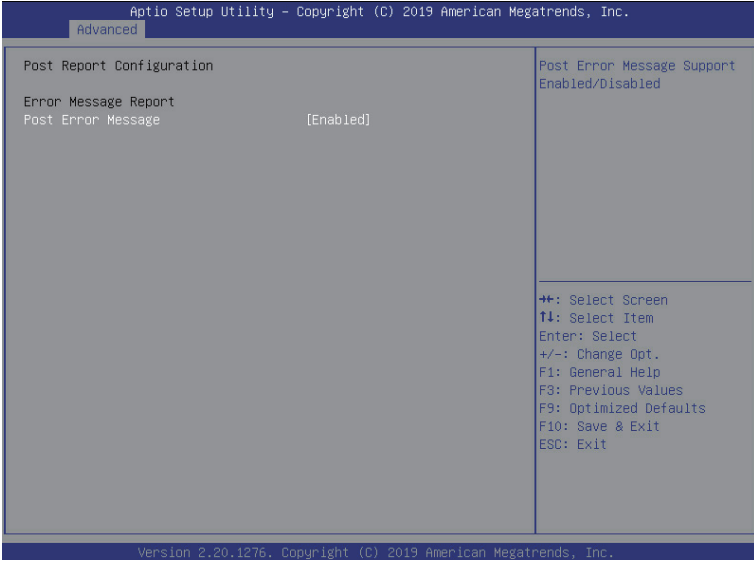 Aptio Setup Utility – Copyright (C) 2019 American Megatrends, Inc.
Advanced
Post Report Configuration
Error Message Report
Post Error Message [Enabled]
Post Error Message Support
Enabled/Disabled
→←: Select Screen
↑↓: Select Item
Enter: Select
+/-: Change Opt.
F1: General Help
F3: Previous Values
F9: Optimized Defaults
F10: Save & Exit
ESC: Exit
Version 2.20.1276. Copyright (C) 2019 American Megatrends, Inc.